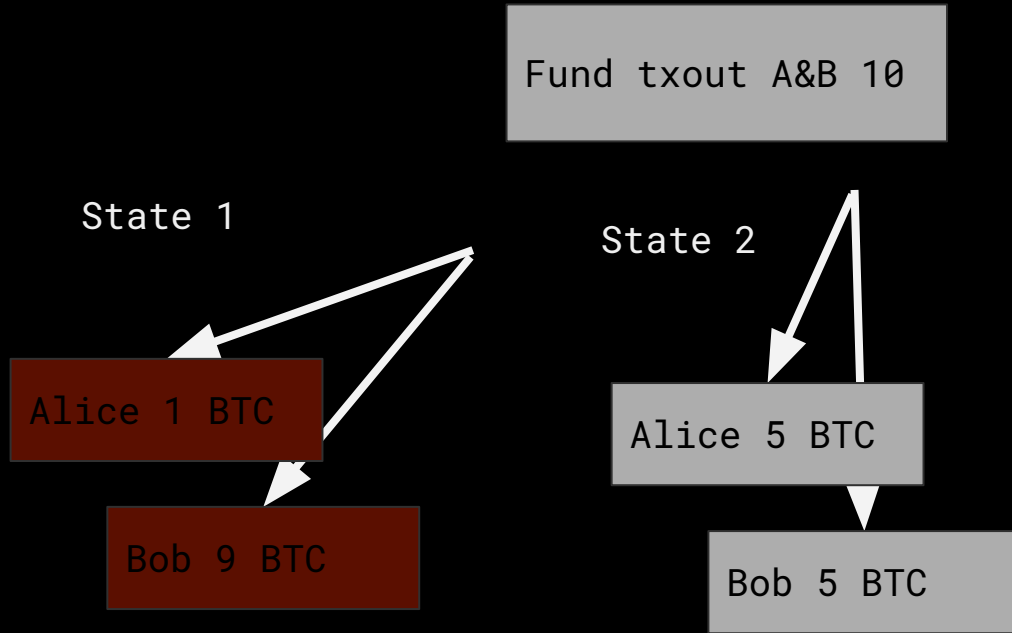 Fund txout A&B 10
State 1
State 2
Alice 1 BTC
Alice 5 BTC
Bob 9 BTC
Bob 5 BTC